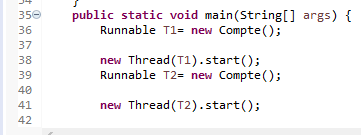 35 public static void main(String[] args) {
36 Runnable T1= new Compte();
37
38 new Thread(T1).start();
39 Runnable T2= new Compte();
40
41 new Thread(T2).start();
42